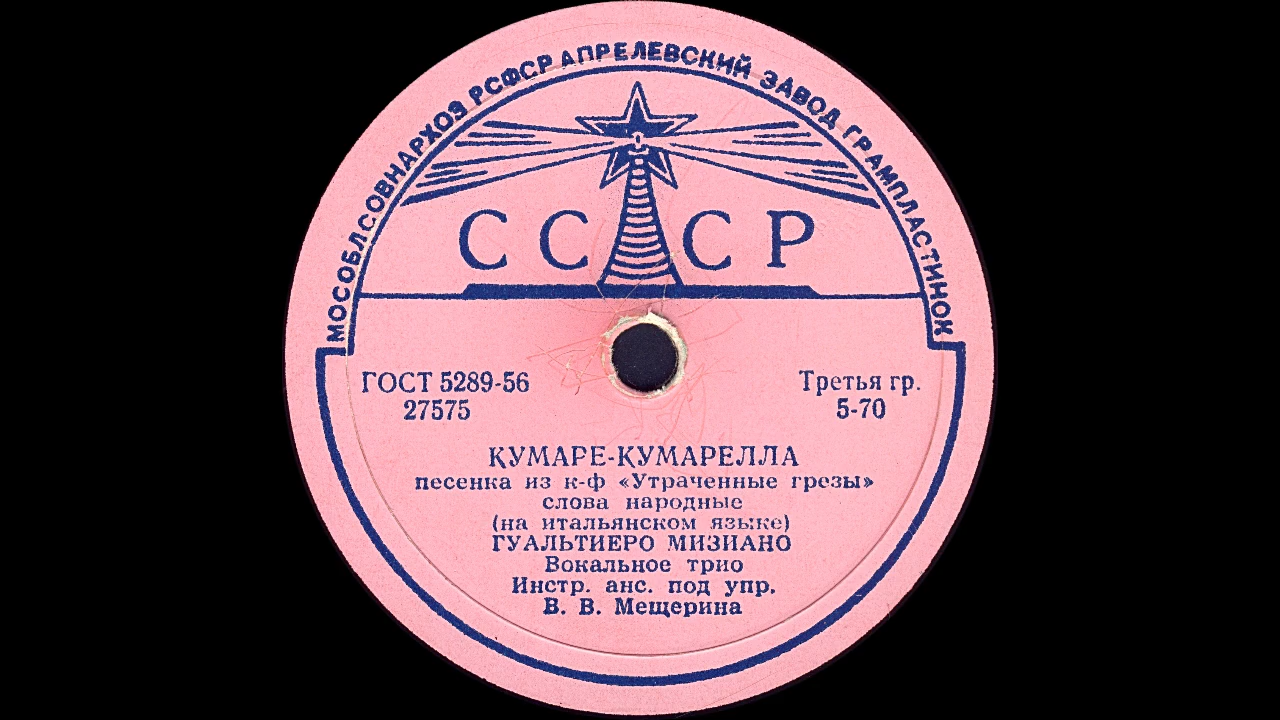 МОСОБЛСОВНАРХОЗ РСФСР АПРЕЛЕВСКИЙ ЗАВОД ГРАМПЛАСТИНОК
СССР
ГОСТ 5289-56
27575
Третья гр.
5-70
КУМАРЕ-КУМАРЕЛЛА
песенка из к-ф «Утраченные грезы»
слова народные
(на итальянском языке)
ГУАЛЬТИЕРО МИЗИАНО
Вокальное трио
Инстр. анс. под упр.
В. В. Мещерина